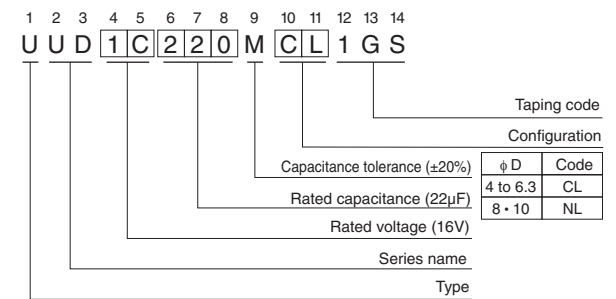 1 2 3 4 5 6 7 8 9 10 11 12 13 14
U U D 1 C 2 2 0 M C L 1 G S
Taping code
Configuration
φ D Code
4 to 6.3 CL
8 • 10 NL
Capacitance tolerance (±20%)
Rated capacitance (22µF)
Rated voltage (16V)
Series name
Type